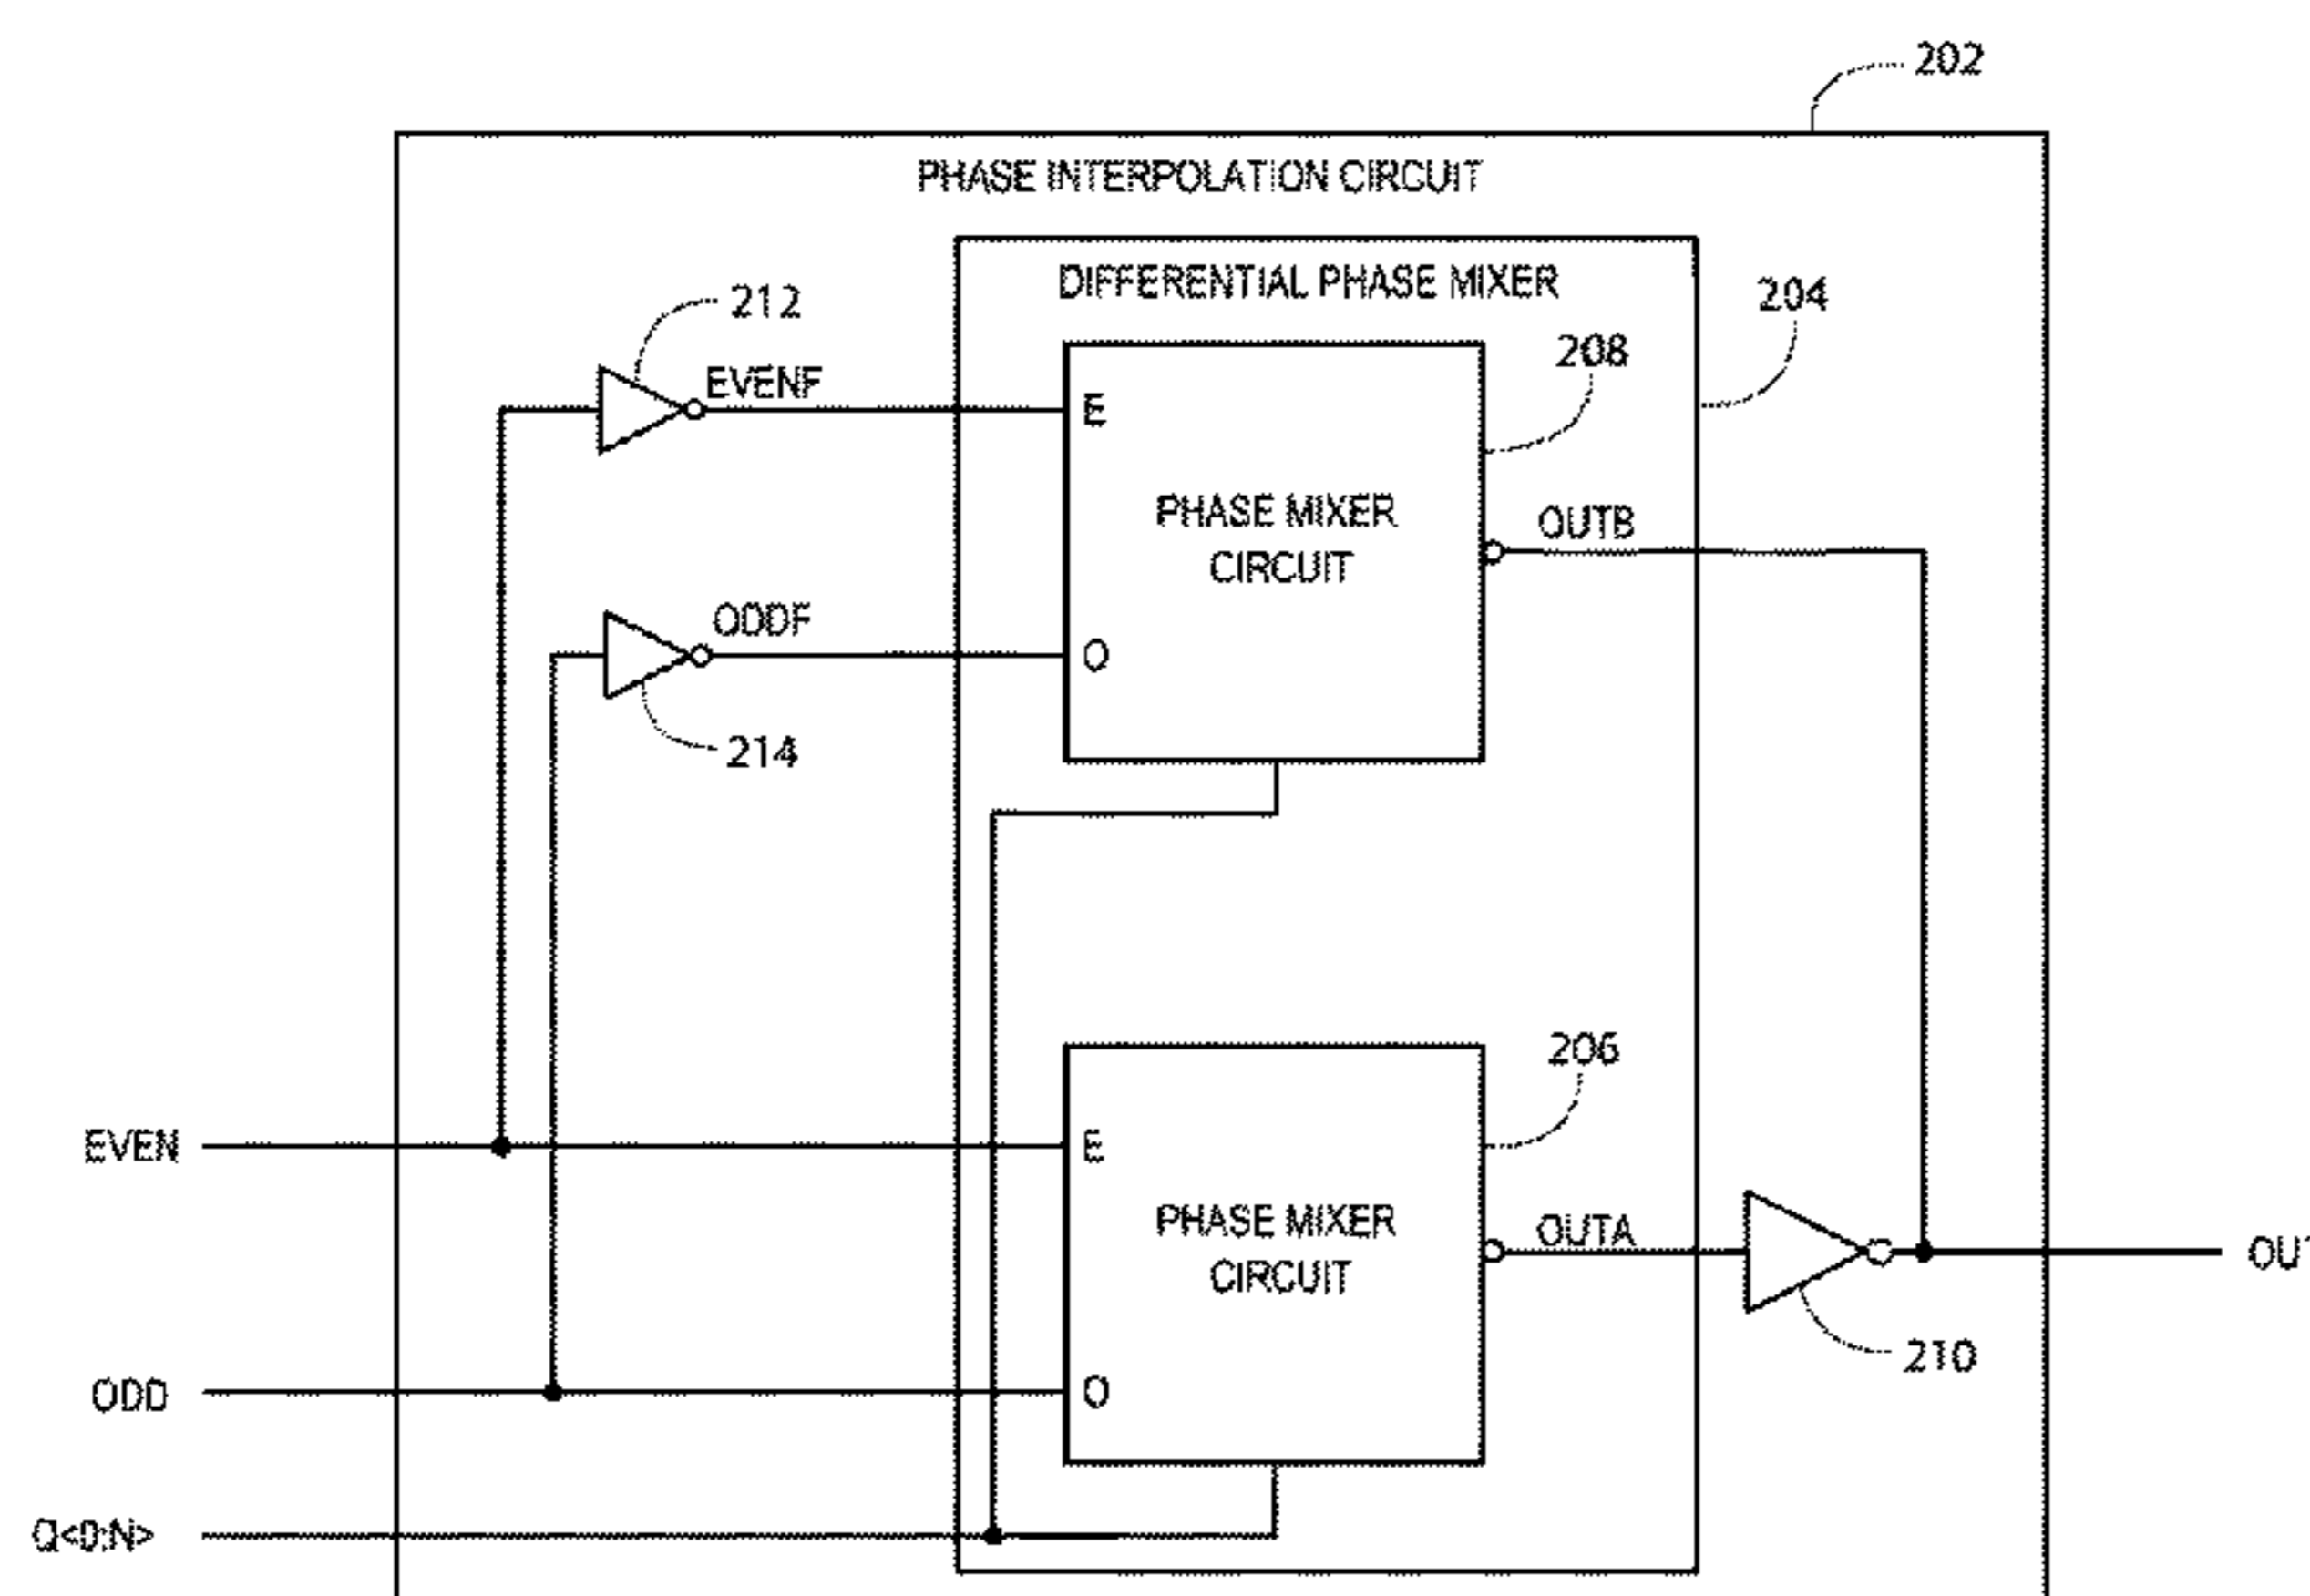 202
PHASE INTERPOLATION CIRCUIT
DIFFERENTIAL PHASE MIXER
204
212
208
EVENF
E
PHASE MIXER
CIRCUIT
OUTB
ODDF
O
214
206
EVEN
E
PHASE MIXER
CIRCUIT
OUTA
OUT
210
ODD
O
Q<0:N>